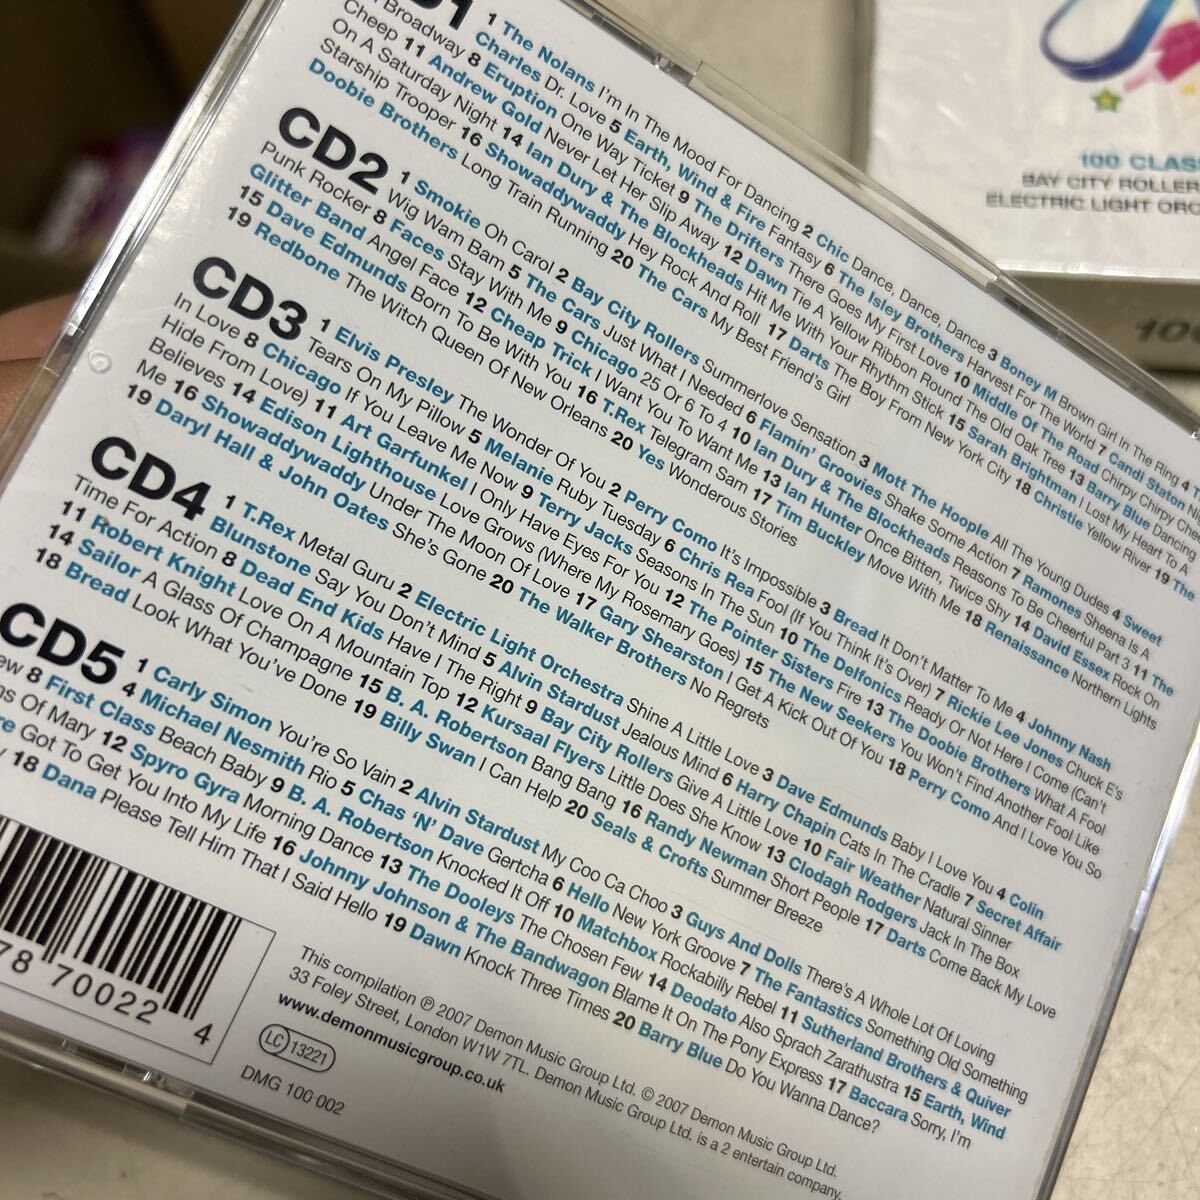 CD1 1 The Nolans I'm In The Mood For Dancing 2 Chic Dance, Dance, Dance 3 Boney M Brown Girl In The Ring 4
Charles Dr. Love 5 Earth, Wind & Fire Fantasy 6 The Isley Brothers Harvest For The World 7 Candi Staton
Broadway 8 Eruption One Way Ticket 9 The Drifters There Goes My First Love 10 Middle Of The Road Chirpy Chirpy
Cheep 11 Andrew Gold Never Let Her Slip Away 12 Dawn Tie A Yellow Ribbon Round The Old Oak Tree 13 Barry Blue Dancing
On A Saturday Night 14 Ian Dury & The Blockheads Hit Me With Your Rhythm Stick 15 Sarah Brightman I Lost My Heart To A
Starship Trooper 16 Showaddywaddy Hey Rock And Roll 17 Darts The Boy From New York City 18 Christie Yellow River 19 The
Doobie Brothers Long Train Running 20 The Cars My Best Friend's Girl
CD2 1 Smokie Oh Carol 2 Bay City Rollers Summerlove Sensation 3 Mott The Hoople All The Young Dudes 4 Sweet
Wig Wam Bam 5 The Cars Just What I Needed 6 Flamin' Groovies Shake Some Action 7 Ramones Sheena Is A
Punk Rocker 8 Faces Stay With Me 9 Chicago 25 Or 6 To 4 10 Ian Dury & The Blockheads Reasons To Be Cheerful Part 3 11 The
Glitter Band Angel Face 12 Cheap Trick I Want You To Want Me 13 Ian Hunter Once Bitten, Twice Shy 14 David Essex Rock On
15 Dave Edmunds Born To Be With You 16 T.Rex Telegram Sam 17 Tim Buckley Move With Me 18 Renaissance Northern Lights
19 Redbone The Witch Queen Of New Orleans 20 Yes Wonderous Stories
CD3 1 Elvis Presley The Wonder Of You 2 Perry Como It's Impossible 3 Bread It Don't Matter To Me 4 Johnny Nash
Tears On My Pillow 5 Melanie Ruby Tuesday 6 Chris Rea Fool (If You Think It's Over) 7 Rickie Lee Jones Chuck E's
In Love 8 Chicago If You Leave Me Now 9 Terry Jacks Seasons In The Sun 10 The Delfonics Ready Or Not Here I Come (Can't
Hide From Love) 11 Art Garfunkel I Only Have Eyes For You 12 The Pointer Sisters Fire 13 The Doobie Brothers What A Fool
Believes 14 Edison Lighthouse Love Grows (Where My Rosemary Goes) 15 The New Seekers You Won't Find Another Fool Like
Me 16 Showaddywaddy Under The Moon Of Love 17 Gary Shearston I Get A Kick Out Of You 18 Perry Como And I Love You So
19 Daryl Hall & John Oates She's Gone 20 The Walker Brothers No Regrets
CD4 1 T.Rex Metal Guru 2 Electric Light Orchestra Shine A Little Love 3 Dave Edmunds Baby I Love You 4 Colin
Blunstone Say You Don't Mind 5 Alvin Stardust Jealous Mind 6 Harry Chapin Cats In The Cradle 7 Secret Affair
Time For Action 8 Dead End Kids Have I The Right 9 Bay City Rollers Give A Little Love 10 Fair Weather Natural Sinner
11 Robert Knight Love On A Mountain Top 12 Kursaal Flyers Little Does She Know 13 Clodagh Rodgers Jack In The Box
14 Sailor A Glass Of Champagne 15 B. A. Robertson Bang Bang 16 Randy Newman Short People 17 Darts Come Back My Love
18 Bread Look What You've Done 19 Billy Swan I Can Help 20 Seals & Crofts Summer Breeze
CD5 1 Carly Simon You're So Vain 2 Alvin Stardust My Coo Ca Choo 3 Guys And Dolls There's A Whole Lot Of Loving
4 Michael Nesmith Rio 5 Chas 'N' Dave Gertcha 6 Hello New York Groove 7 The Fantastics Something Old Something
ew 8 First Class Beach Baby 9 B. A. Robertson Knocked It Off 10 Matchbox Rockabilly Rebel 11 Sutherland Brothers & Quiver
ns Of Mary 12 Spyro Gyra Morning Dance 13 The Dooleys The Chosen Few 14 Deodato Also Sprach Zarathustra 15 Earth, Wind
re Got To Get You Into My Life 16 Johnny Johnson & The Bandwagon Blame It On The Pony Express 17 Baccara Sorry, I'm
y 18 Dana Please Tell Him That I Said Hello 19 Dawn Knock Three Times 20 Barry Blue Do You Wanna Dance?
78 70022 4
This compilation ℗ 2007 Demon Music Group Ltd. © 2007 Demon Music Group Ltd.
33 Foley Street, London W1W 7TL. Demon Music Group Ltd. is a 2 entertain company.
www.demonmusicgroup.co.uk
LC 13221
DMG 100 002
100 CLAS
BAY CITY ROLLER
ELECTRIC LIGHT ORC
100